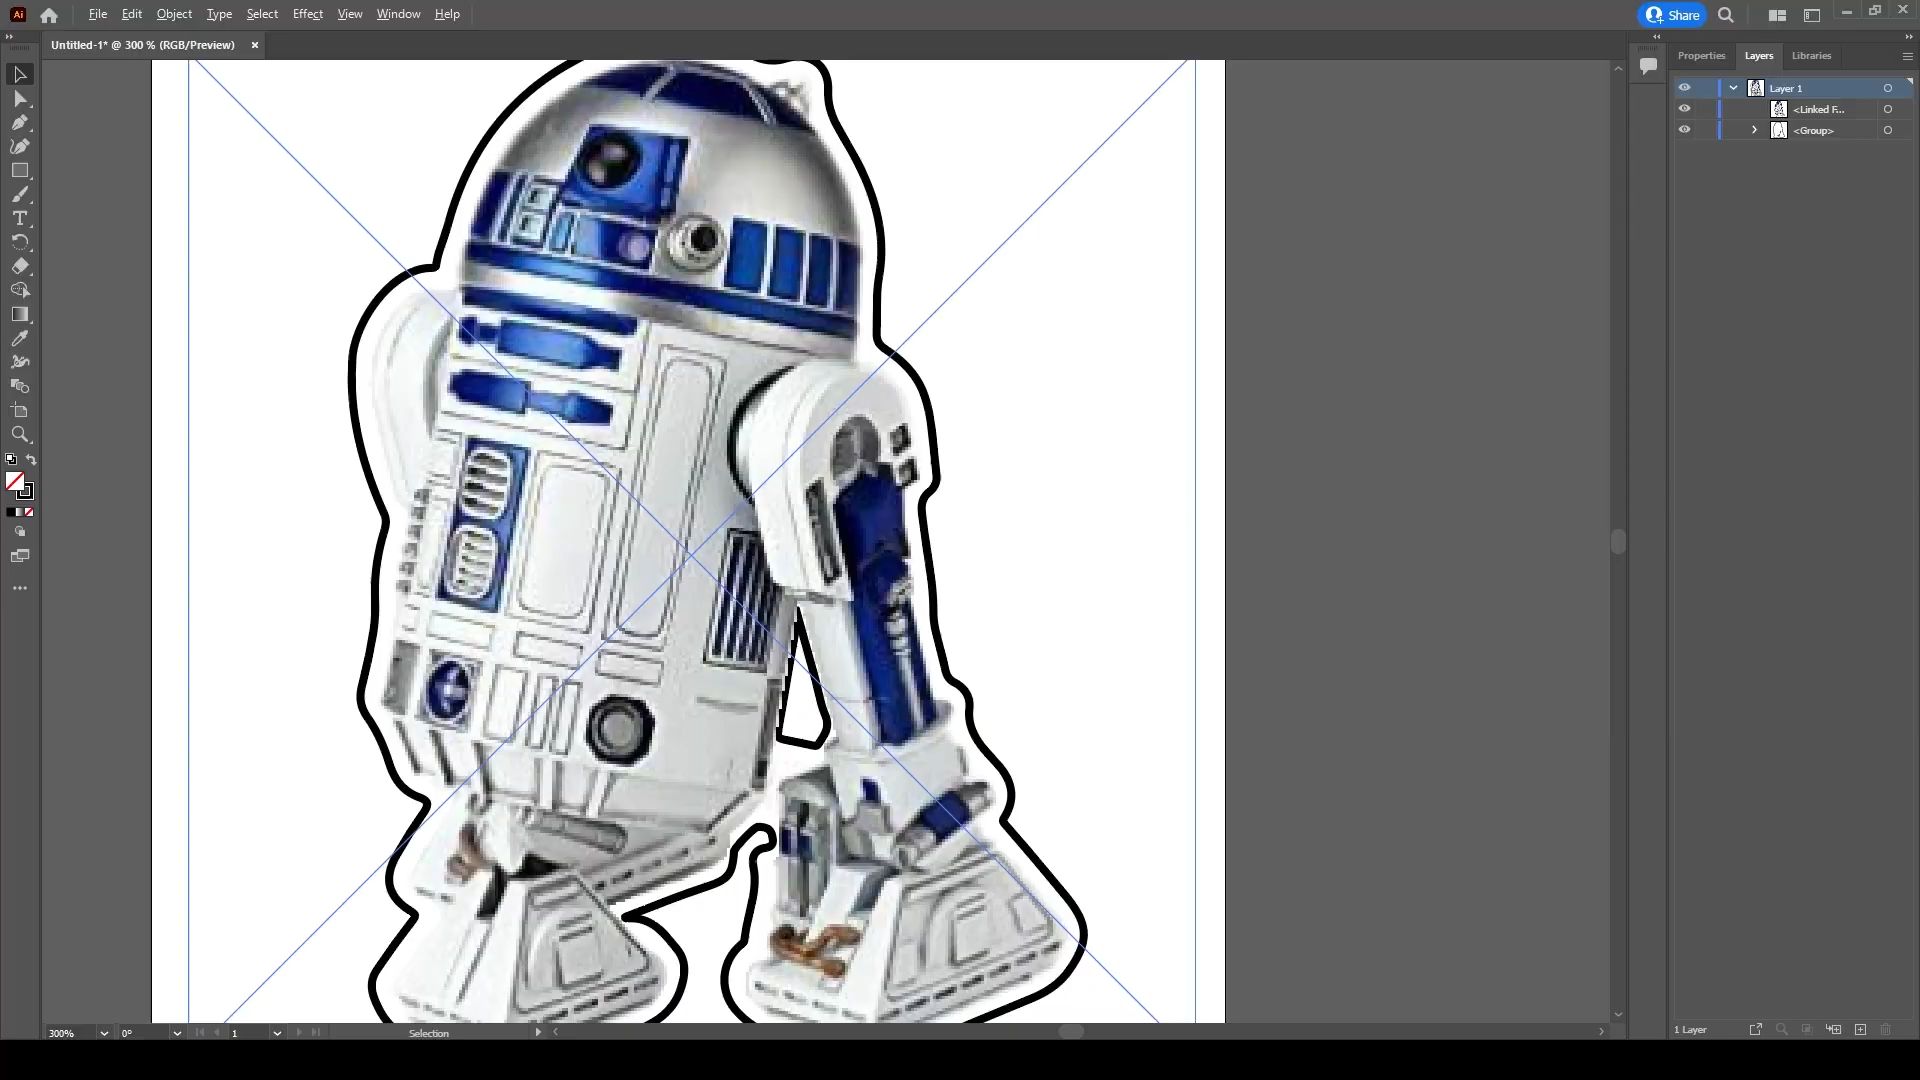 Ai File Edit Object Type Select Effect View Window Help
Share
Untitled-1* @ 300 % (RGB/Preview) ×
Properties Layers Libraries
Layer 1
<Linked F...
<Group>
300% 0° 1 Selection
1 Layer